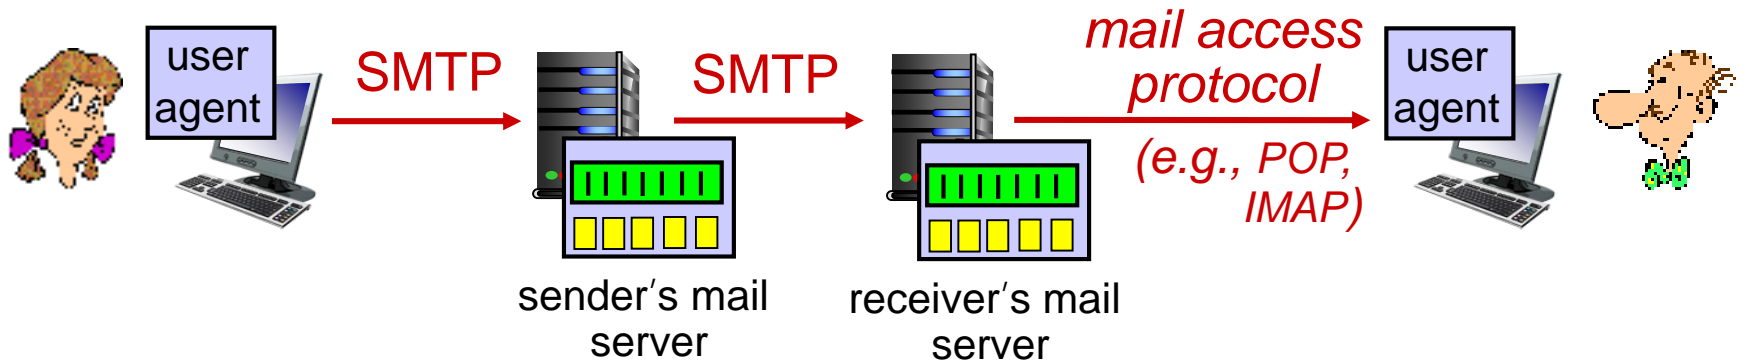 user
agent
SMTP
SMTP
mail access
protocol
(e.g., POP,
IMAP)
user
agent
sender's mail
server
receiver's mail
server